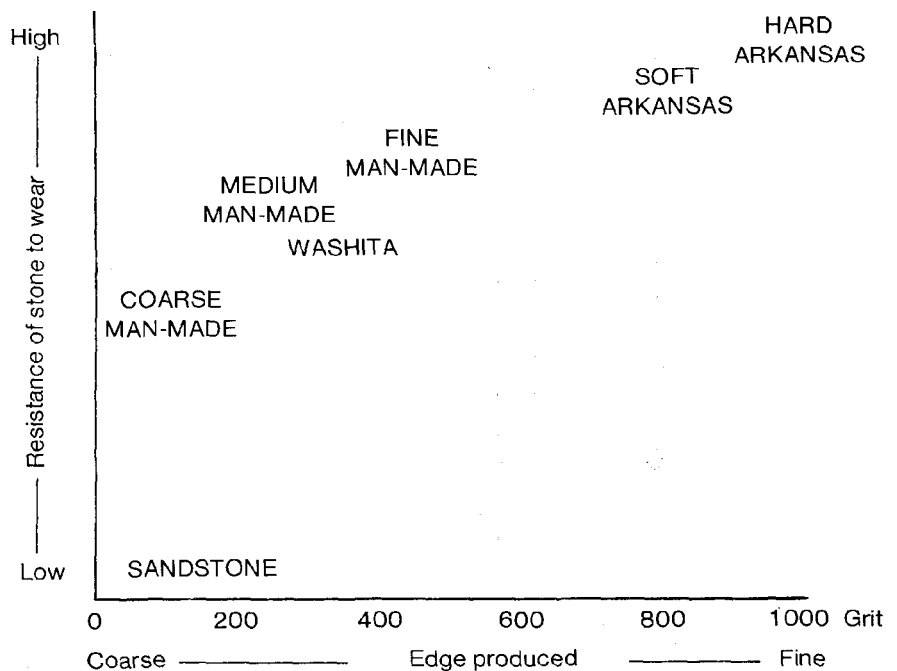 High
HARD
ARKANSAS
SOFT
ARKANSAS
FINE
MAN-MADE
MEDIUM
MAN-MADE
WASHITA
COARSE
MAN-MADE
Resistance of stone to wear
SANDSTONE
Low
0 200 400 600 800 1000 Grit
Coarse Edge produced Fine